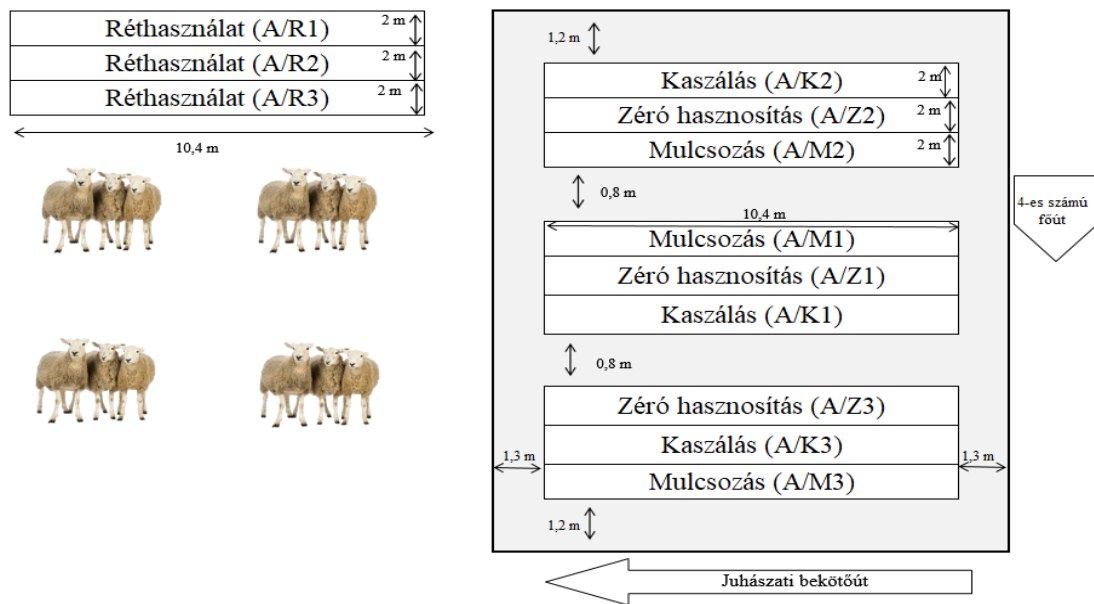 Réthasználat (A/R1)
2 m
Réthasználat (A/R2)
2 m
Réthasználat (A/R3)
2 m
10,4 m
1,2 m
Kaszálás (A/K2)
2 m
Zéró hasznosítás (A/Z2)
2 m
Mulcsozás (A/M2)
2 m
0,8 m
10,4 m
Mulcsozás (A/M1)
Zéró hasznosítás (A/Z1)
Kaszálás (A/K1)
0,8 m
Zéró hasznosítás (A/Z3)
Kaszálás (A/K3)
Mulcsozás (A/M3)
1,3 m
1,3 m
1,2 m
4-es számú
főút
Juhászati bekötőút